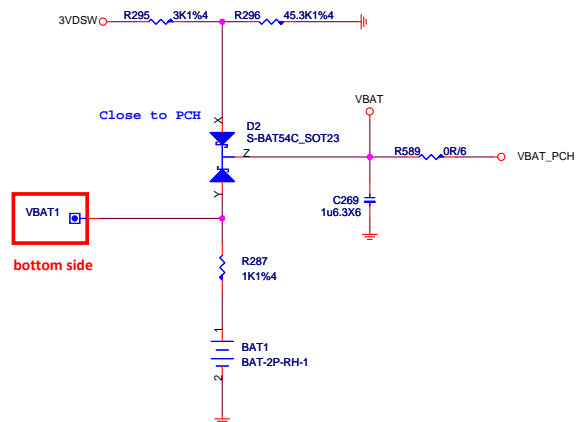 3VDSW R295 3K1%4 R296 45.3K1%4
Close to PCH
X
D2
S-BAT54C_SOT23
Z
Y
VBAT
R589 0R/6 VBAT_PCH
C269
1u6.3X6
VBAT1
bottom side
R287
1K1%4
1
BAT1
BAT-2P-RH-1
2